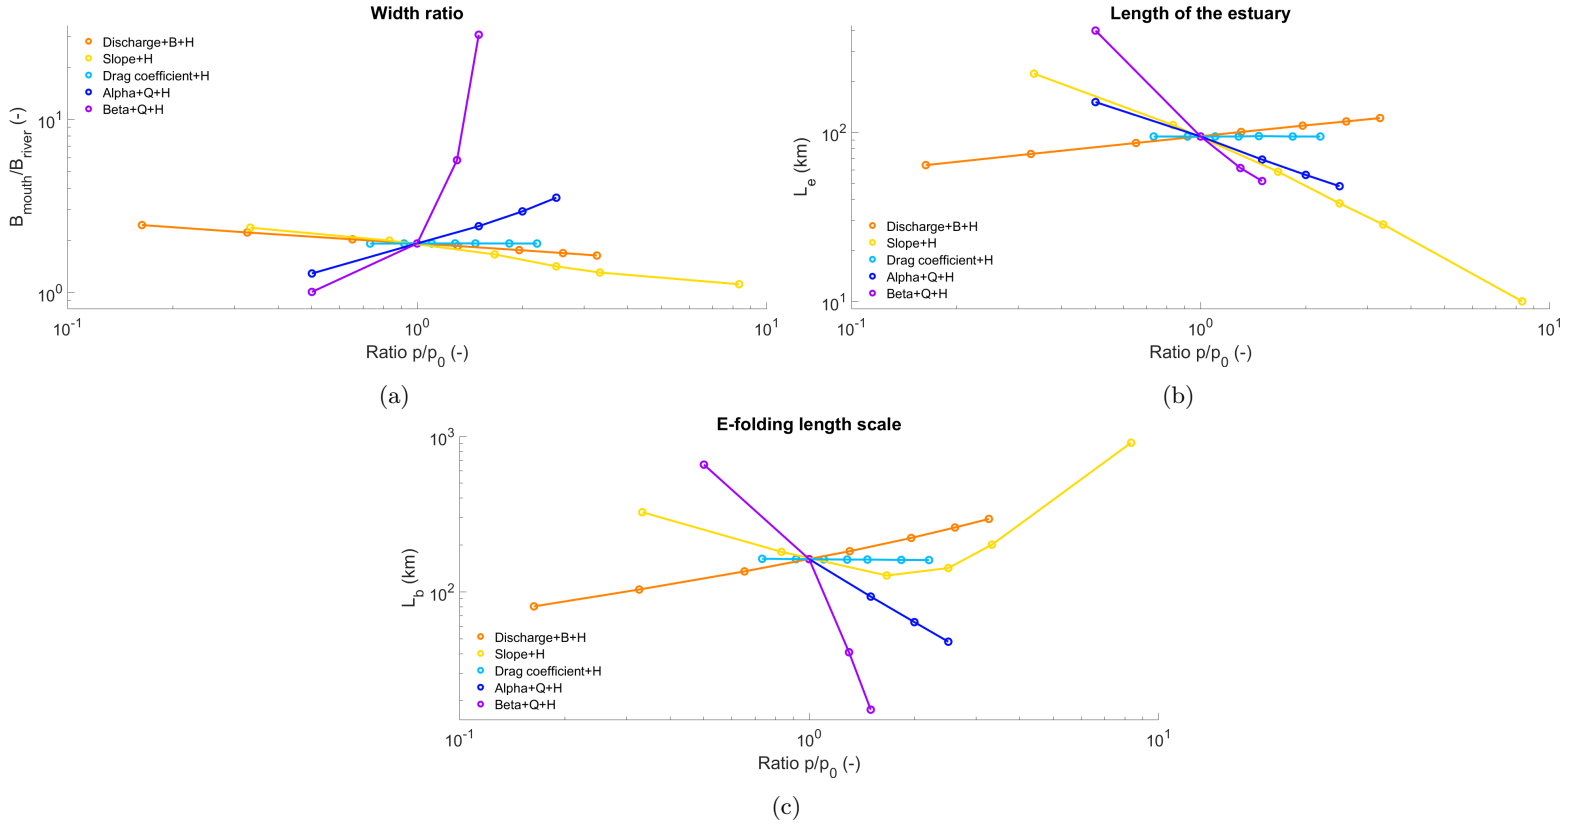 Width ratio
Discharge+B+H
Slope+H
Drag coefficient+H
Alpha+Q+H
Beta+Q+H
B_mouth/B_river (-)
10^1
10^0
10^-1
10^0
10^1
Ratio p/p_0 (-)
(a)
Length of the estuary
L_e (km)
10^2
10^1
Discharge+B+H
Slope+H
Drag coefficient+H
Alpha+Q+H
Beta+Q+H
10^-1
10^0
10^1
Ratio p/p_0 (-)
(b)
E-folding length scale
10^3
L_b (km)
10^2
Discharge+B+H
Slope+H
Drag coefficient+H
Alpha+Q+H
Beta+Q+H
10^-1
10^0
10^1
Ratio p/p_0 (-)
(c)